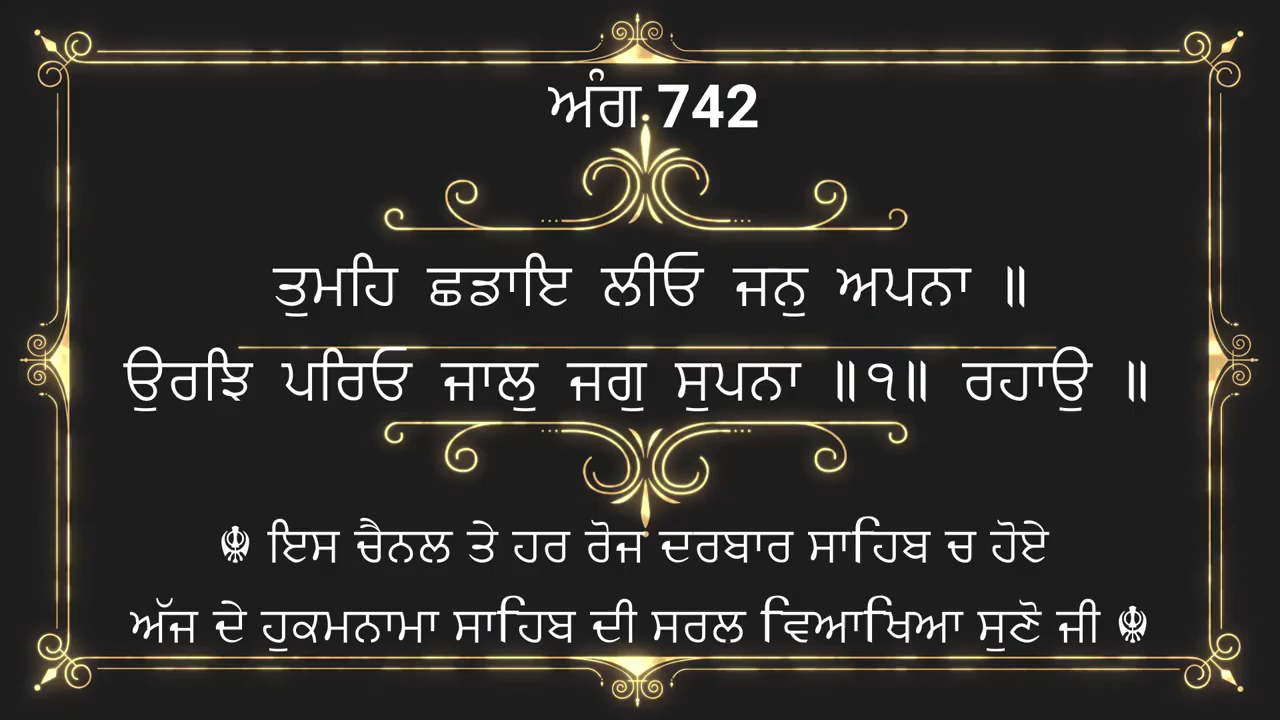 ਅੰਗ 742
ਤੁਮਹਿ ਛਡਾਇ ਲੀਓ ਜਨੁ ਅਪਨਾ ॥
ਉਰਝਿ ਪਰਿਓ ਜਾਲੁ ਜਗੁ ਸੁਪਨਾ ॥੧॥ ਰਹਾਉ ॥
☬ ਇਸ ਚੈਨਲ ਤੇ ਹਰ ਰੋਜ ਦਰਬਾਰ ਸਾਹਿਬ ਚ ਹੋਏ
ਅੱਜ ਦੇ ਹੁਕਮਨਾਮਾ ਸਾਹਿਬ ਦੀ ਸਰਲ ਵਿਆਖਿਆ ਸੁਣੋ ਜੀ ☬